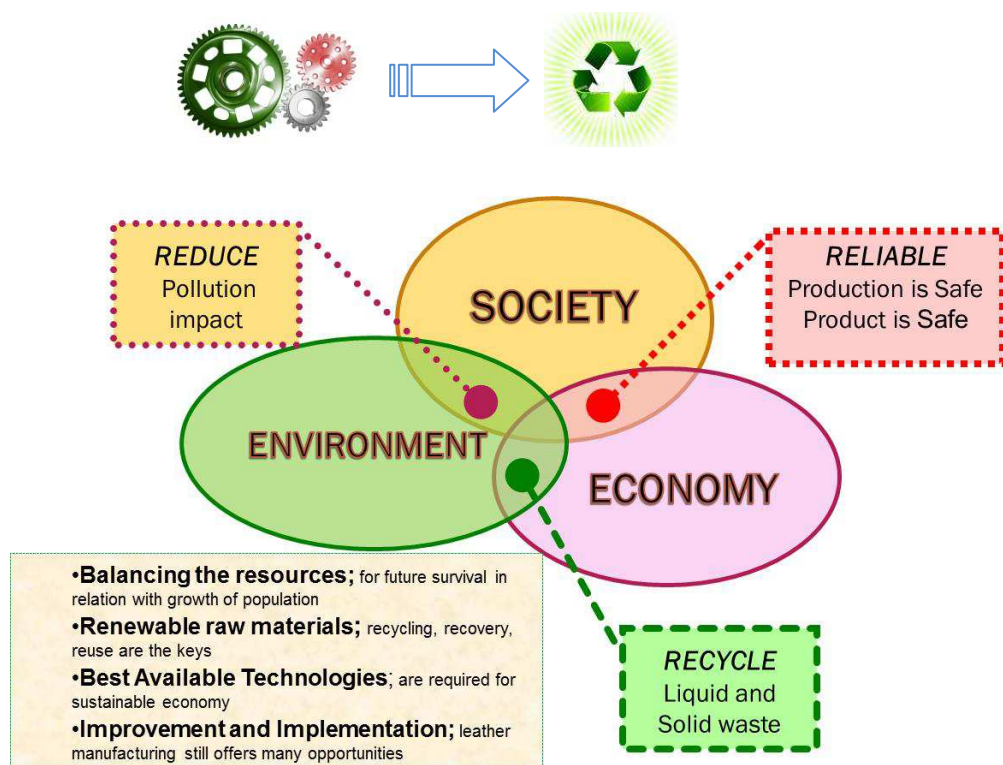 REDUCE
Pollution
impact
SOCIETY
RELIABLE
Production is Safe
Product is Safe
ENVIRONMENT
ECONOMY
•Balancing the resources; for future survival in
relation with growth of population
•Renewable raw materials; recycling, recovery,
reuse are the keys
•Best Available Technologies; are required for
sustainable economy
•Improvement and Implementation; leather
manufacturing still offers many opportunities
RECYCLE
Liquid and
Solid waste